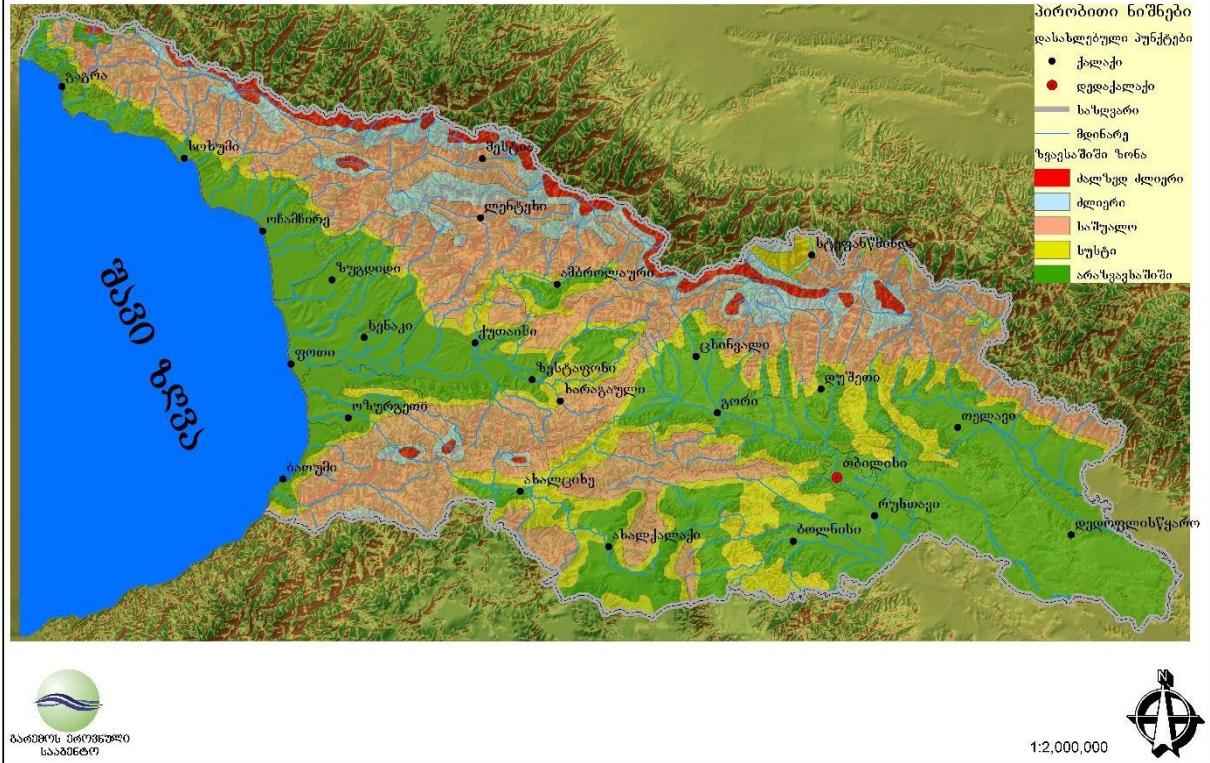 პირობითი ნიშნები
დასახლებული პუნქტები
ქალაქი
დედაქალაქი
საზღვარი
მდინარე
ზვავსაშიში ზონა
ძალზედ ძლიერი
ძლიერი
საშუალო
სუსტი
არაზვავსაშიში
გაგრა
სოხუმი
მესტია
ლენტეხი
ოჩამჩირე
სტეფანწმინდა
ზუგდიდი
ამბროლაური
შავი ზღვა
სენაკი
ქუთაისი
ფოთი
ცხინვალი
ზესტაფონი
ხარაგაული
დუშეთი
ოზურგეთი
გორი
თელავი
ბათუმი
ახალციხე
თბილისი
რუსთავი
დედოფლისწყარო
ახალქალაქი
ბოლნისი
გარემოს ეროვნული
სააგენტო
1:2,000,000
N